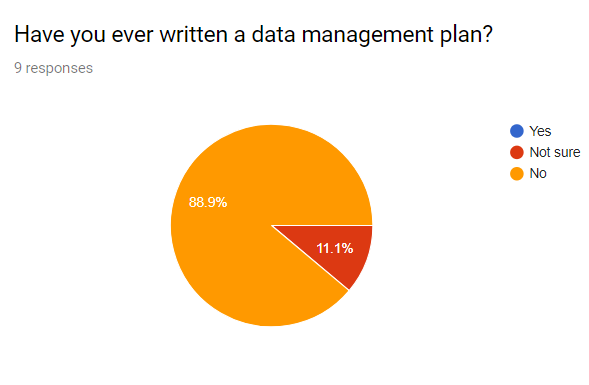 Have you ever written a data management plan?
9 responses
Yes
Not sure
No
88.9%
11.1%